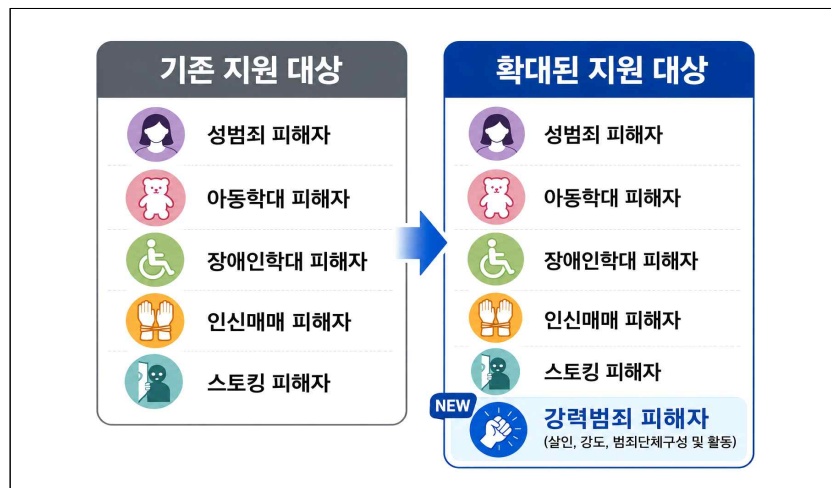 기존 지원 대상
성범죄 피해자
아동학대 피해자
장애인학대 피해자
인신매매 피해자
스토킹 피해자
확대된 지원 대상
성범죄 피해자
아동학대 피해자
장애인학대 피해자
인신매매 피해자
스토킹 피해자
NEW
강력범죄 피해자
(살인, 강도, 범죄단체구성 및 활동)